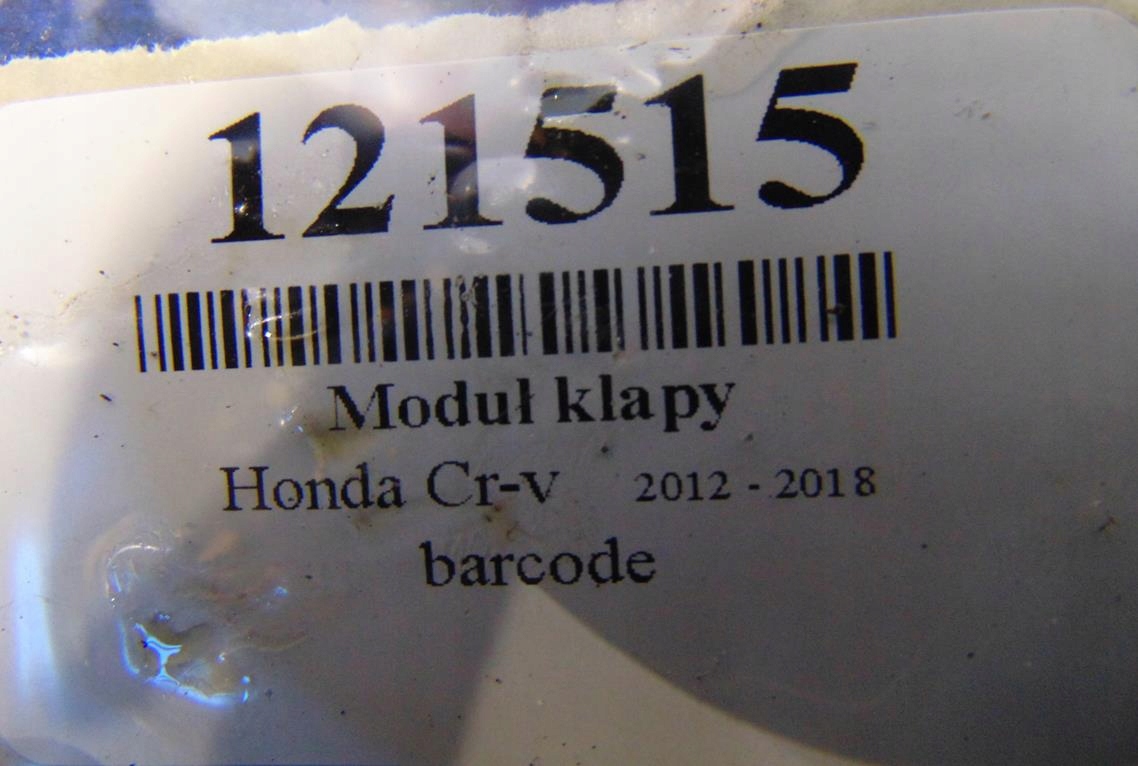 121515
Moduł klapy
Honda Cr-v 2012 - 2018
barcode